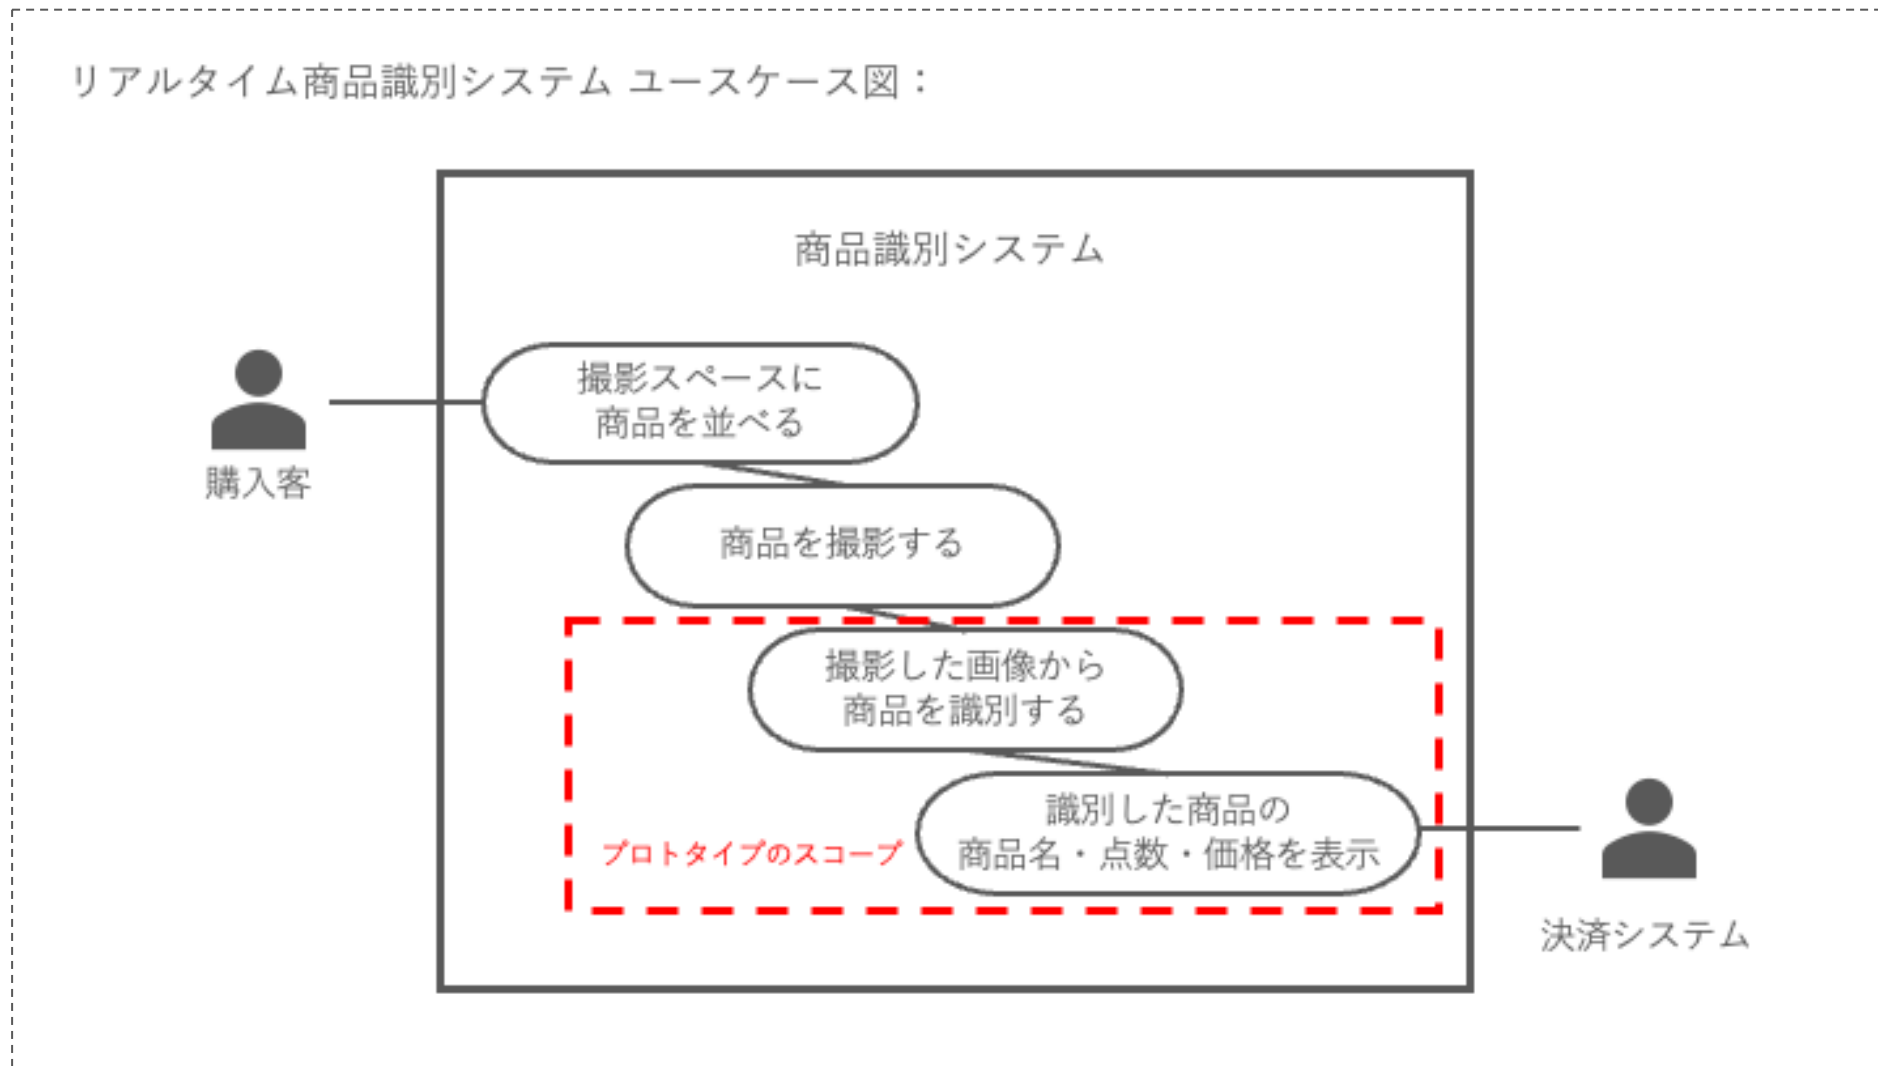 リアルタイム商品識別システム ユースケース図：
商品識別システム
撮影スペースに
商品を並べる
購入客
商品を撮影する
撮影した画像から
商品を識別する
識別した商品の
商品名・点数・価格を表示
プロトタイプのスコープ
決済システム